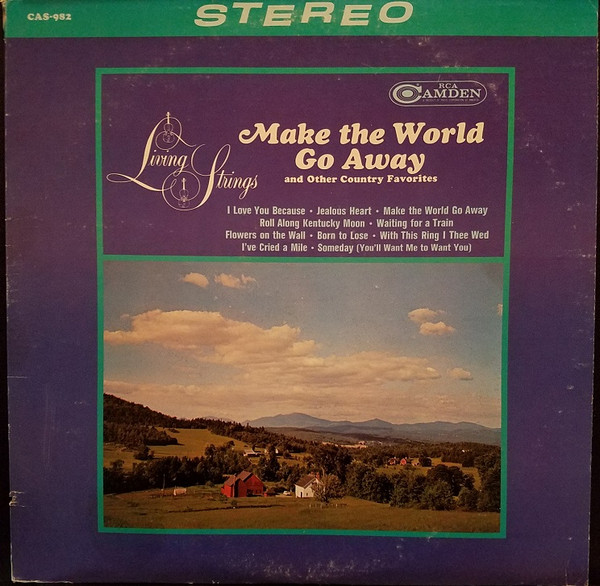 CAS-982
STEREO
RCA
CAMDEN
Living
Strings
Make the World
Go Away
and Other Country Favorites
I Love You Because • Jealous Heart • Make the World Go Away
Roll Along Kentucky Moon • Waiting for a Train
Flowers on the Wall • Born to Lose • With This Ring I Thee Wed
I've Cried a Mile • Someday (You'll Want Me to Want You)